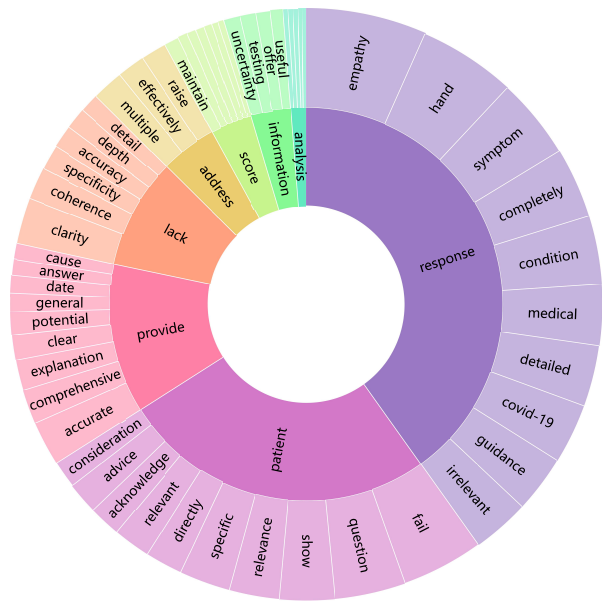 response
empathy
hand
symptom
completely
condition
medical
detailed
covid-19
guidance
irrelevant
patient
fail
question
show
relevance
specific
directly
relevant
acknowledge
advice
consideration
provide
accurate
comprehensive
explanation
clear
potential
general
date
answer
cause
lack
clarity
coherence
specificity
accuracy
depth
detail
address
multiple
effectively
raise
score
maintain
information
uncertainty
testing
offer
analysis
useful